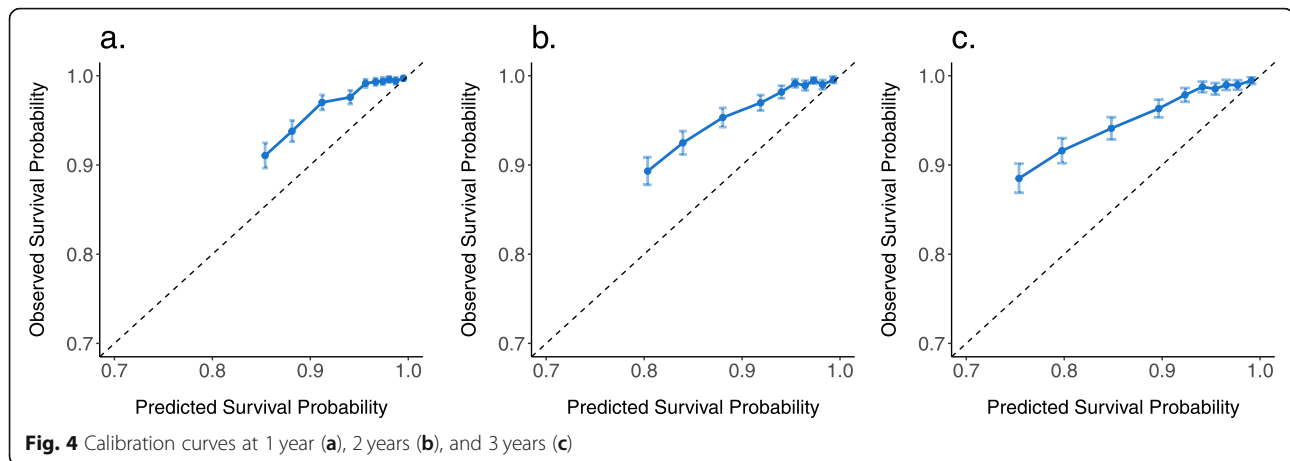 a.
1.0
0.9
0.8
0.7
0.7
0.8
0.9
1.0
Observed Survival Probability
Predicted Survival Probability
b.
1.0
0.9
0.8
0.7
0.7
0.8
0.9
1.0
Observed Survival Probability
Predicted Survival Probability
c.
1.0
0.9
0.8
0.7
0.7
0.8
0.9
1.0
Observed Survival Probability
Predicted Survival Probability
Fig. 4 Calibration curves at 1 year (a), 2 years (b), and 3 years (c)